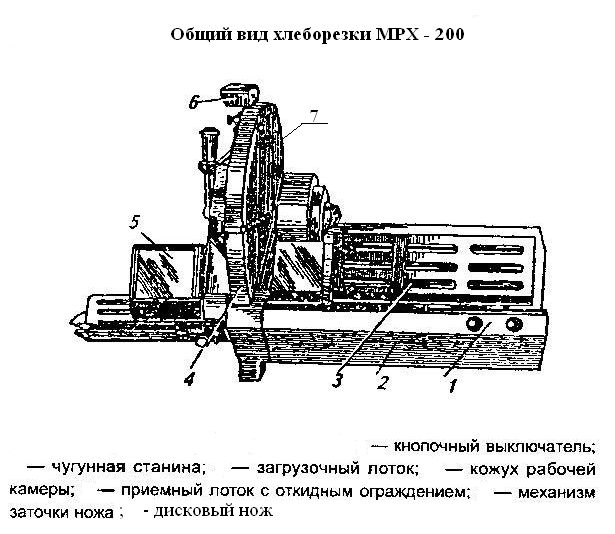 Общий вид хлеборезки МРХ - 200
6
7
5
4
3
2
1
— кнопочный выключатель;
— чугунная станина; — загрузочный лоток; — кожух рабочей
камеры; — приемный лоток с откидным ограждением; — механизм
заточки ножа ; - дисковый нож